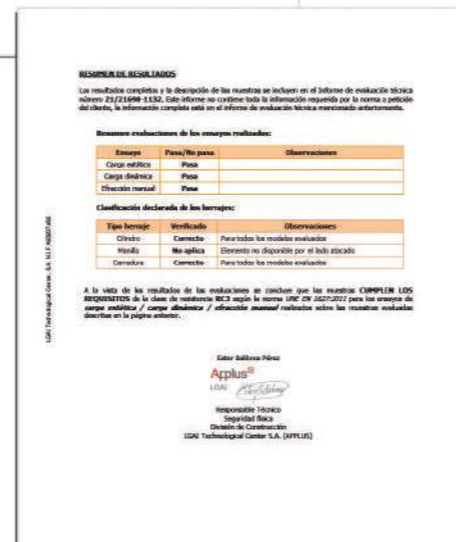 RESUMEN DE RESULTADOS
Los resultados completos y la descripción de las muestras se incluyen en el Informe de evaluación técnica
número 21/21690-1132. Este informe no contiene toda la información requerida por la norma a petición
del cliente, la información completa está en el informe de evaluación técnica mencionado anteriormente.
Resumen evaluaciones de los ensayos realizados:
Ensayo Pasa/No pasa Observaciones
Carga estática Pasa
Carga dinámica Pasa
Efracción manual Pasa
Clasificación declarada de los herrajes:
Tipo herraje Verificado Observaciones
Cilindro Correcto Para todos los modelos evaluados
Manilla No aplica Elemento no disponible por el lado atacado
Cerradura Correcto Para todos los modelos evaluados
A la vista de los resultados de las evaluaciones se concluye que las muestras CUMPLEN LOS
REQUISITOS de la clase de resistencia RC3 según la norma UNE EN 1627:2011 para los ensayos de
carga estática / carga dinámica / efracción manual realizados sobre las muestras evaluadas
descritas en la página anterior.
LGAI Technological Center, S.A. N.I.F.
Ester
Applus
LGAI
Responsable Técnico
Seguridad física
División de Construcción
LGAI Technological Center S.A. (APPLUS)